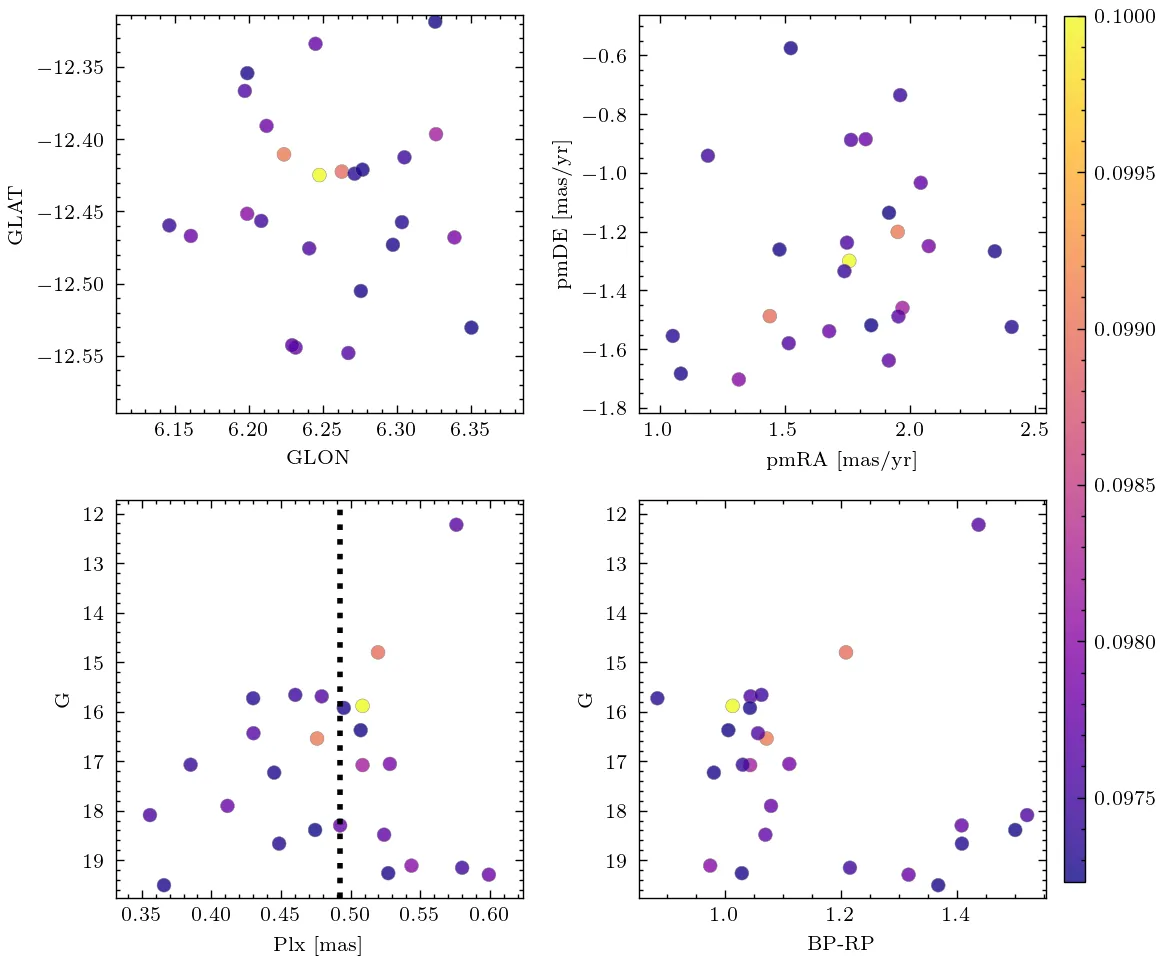 −12.35
−12.40
−12.45
−12.50
−12.55
GLAT
6.15 6.20 6.25 6.30 6.35
GLON
−0.6
−0.8
−1.0
−1.2
−1.4
−1.6
−1.8
pmDE [mas/yr]
1.0 1.5 2.0 2.5
pmRA [mas/yr]
0.1000
0.0995
0.0990
0.0985
0.0980
0.0975
12
13
14
15
16
17
18
19
G
0.35 0.40 0.45 0.50 0.55 0.60
Plx [mas]
12
13
14
15
16
17
18
19
G
1.0 1.2 1.4
BP-RP